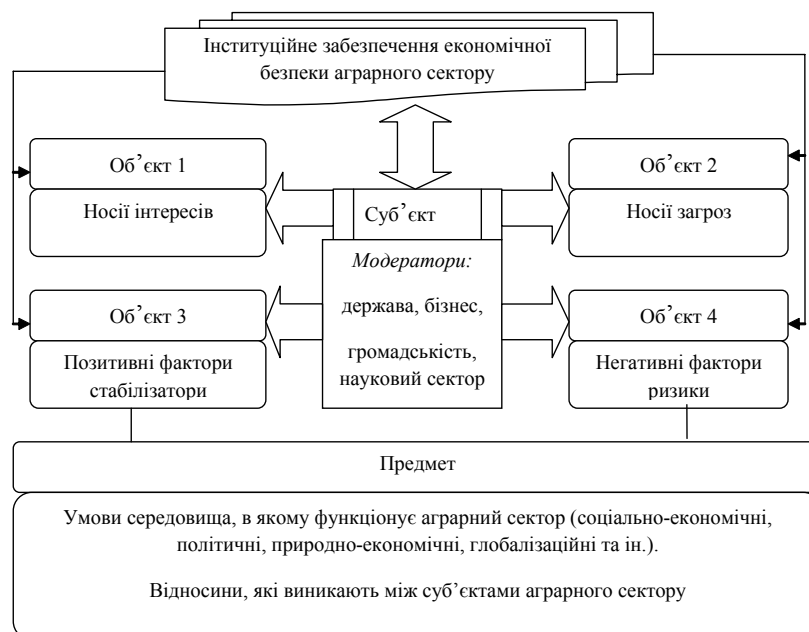 Інституційне забезпечення економічної
безпеки аграрного сектору
Об’єкт 1
Носії інтересів
Об’єкт 2
Носії загроз
Суб’єкт
Модератори:
держава, бізнес,
громадськість,
науковий сектор
Об’єкт 3
Позитивні фактори
стабілізатори
Об’єкт 4
Негативні фактори
ризики
Предмет
Умови середовища, в якому функціонує аграрний сектор (соціально-економічні,
політичні, природно-економічні, глобалізаційні та ін.).
Відносини, які виникають між суб’єктами аграрного сектору